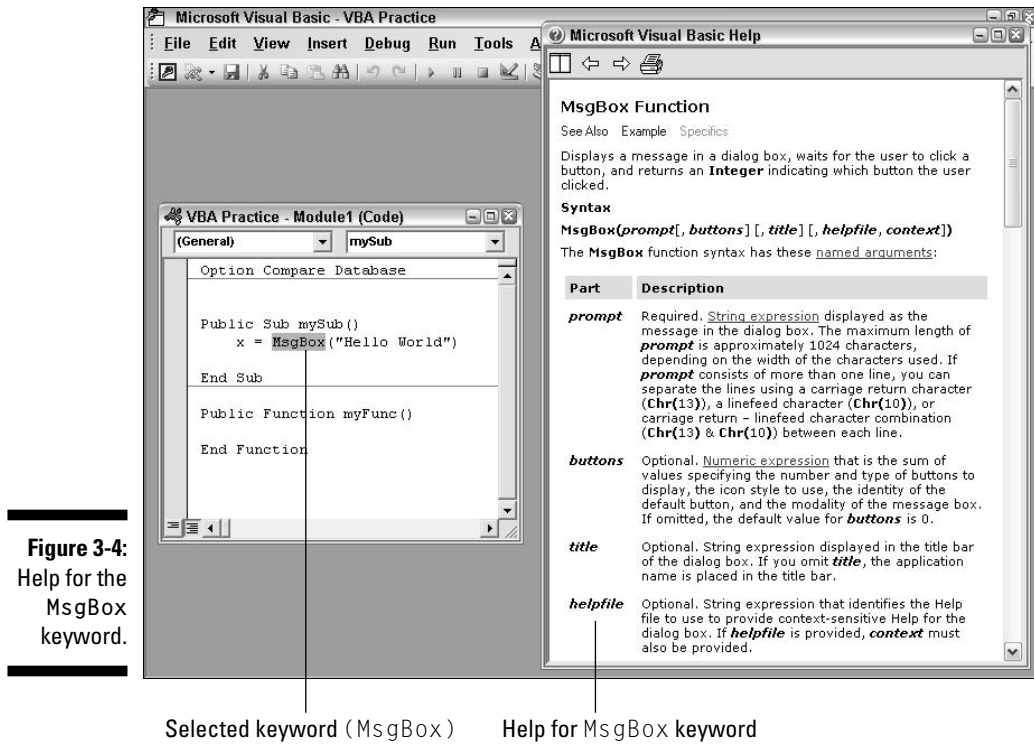 Microsoft Visual Basic - VBA Practice
File Edit View Insert Debug Run Tools A
Microsoft Visual Basic Help
MsgBox Function
See Also Example Specifics
Displays a message in a dialog box, waits for the user to click a
button, and returns an Integer indicating which button the user
clicked.
Syntax
MsgBox(prompt[, buttons] [, title] [, helpfile, context])
The MsgBox function syntax has these named arguments:
Part Description
prompt Required. String expression displayed as the
message in the dialog box. The maximum length of
prompt is approximately 1024 characters,
depending on the width of the characters used. If
prompt consists of more than one line, you can
separate the lines using a carriage return character
(Chr(13)), a linefeed character (Chr(10)), or
carriage return – linefeed character combination
(Chr(13) & Chr(10)) between each line.
buttons Optional. Numeric expression that is the sum of
values specifying the number and type of buttons to
display, the icon style to use, the identity of the
default button, and the modality of the message box.
If omitted, the default value for buttons is 0.
title Optional. String expression displayed in the title bar
of the dialog box. If you omit title, the application
name is placed in the title bar.
helpfile Optional. String expression that identifies the Help
file to use to provide context-sensitive Help for the
dialog box. If helpfile is provided, context must
also be provided.
VBA Practice - Module1 (Code)
(General) mySub
Option Compare Database
Public Sub mySub()
x = MsgBox("Hello World")
End Sub
Public Function myFunc()
End Function
Figure 3-4:
Help for the
MsgBox
keyword.
Selected keyword (MsgBox)
Help for MsgBox keyword